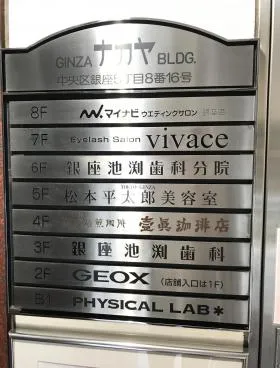 GINZA ナカヤ BLDG.
中央区銀座5丁目8番16号
8F マイナビ ウエディングサロン
7F Eyelash Salon vivace
6F 銀座池渕歯科分院
TOKYO GINZA
5F 松本平太郎美容室
4F 壹眞珈琲店
3F 銀座池渕歯科
2F GEOX (店舗入口は1F)
B1 PHYSICAL LAB*